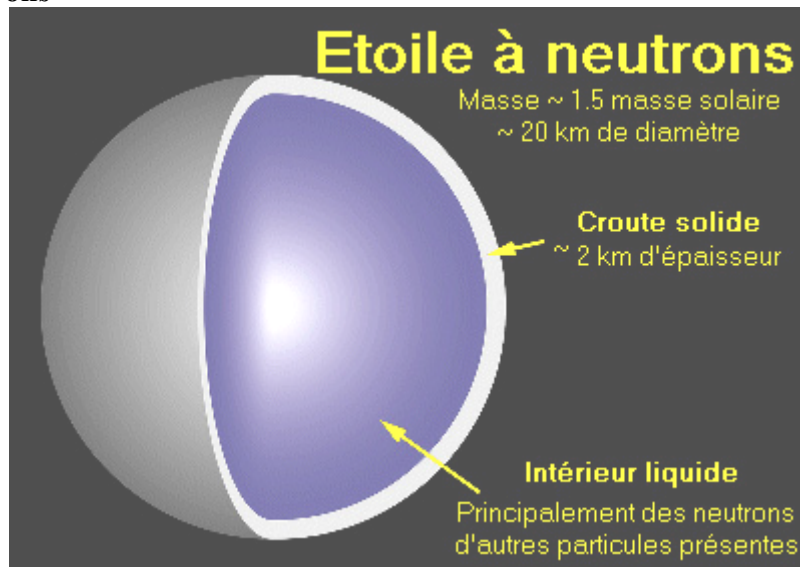 Etoile à neutrons
Masse ~ 1.5 masse solaire
~ 20 km de diamètre
Croute solide
~ 2 km d'épaisseur
Intérieur liquide
Principalement des neutrons
d'autres particules présentes